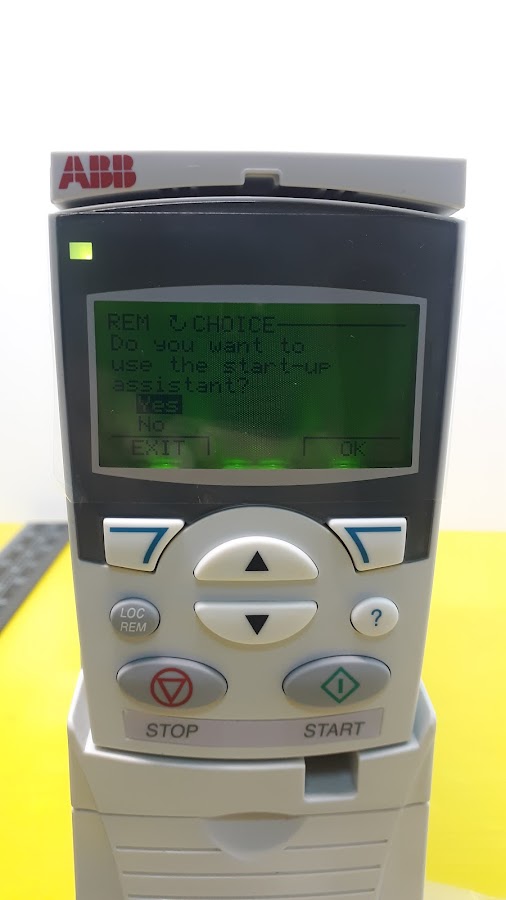 ABB
REM ↻ CHOICE
Do you want to
use the start-up
assistant?
Yes
No
EXIT OK
LOC
REM
?
STOP START